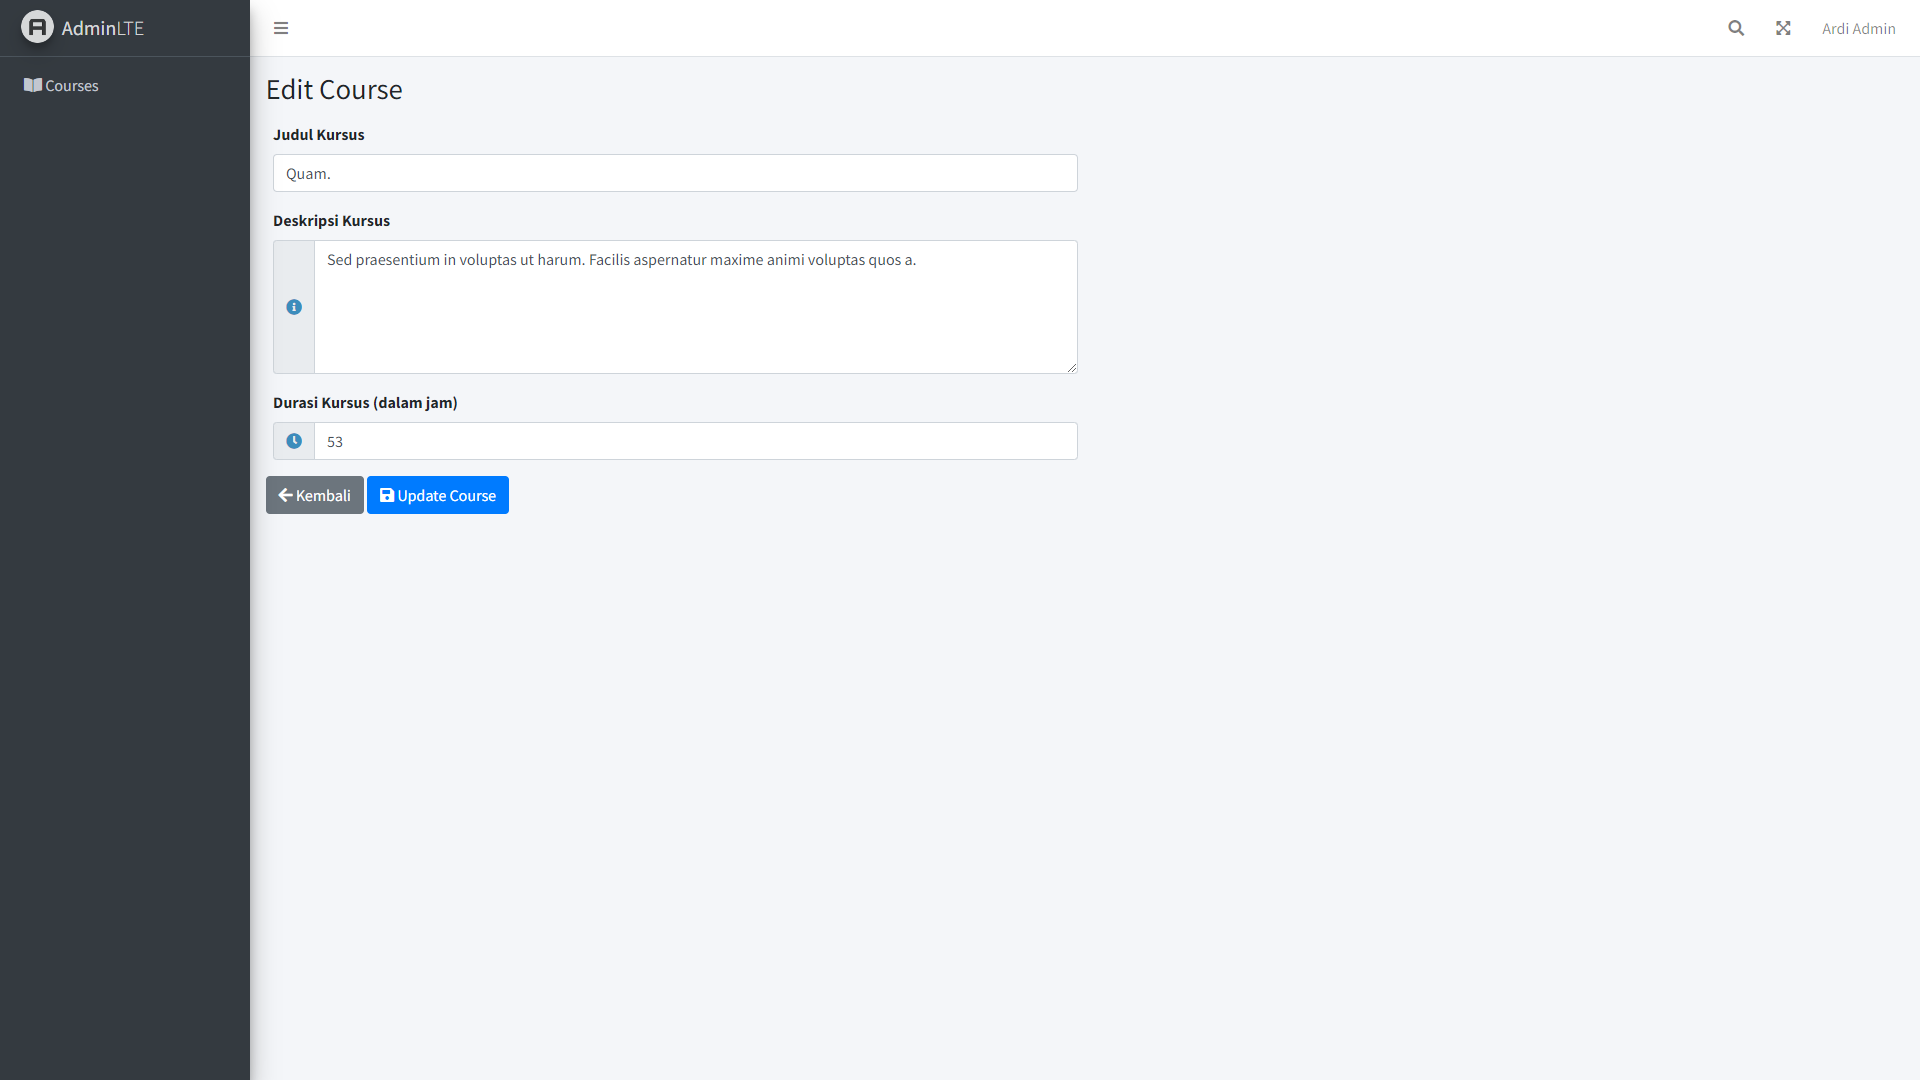 AdminLTE
Ardi Admin
Courses
Edit Course
Judul Kursus
Quam.
Deskripsi Kursus
Sed praesentium in voluptas ut harum. Facilis aspernatur maxime animi voluptas quos a.
Durasi Kursus (dalam jam)
53
Kembali
Update Course